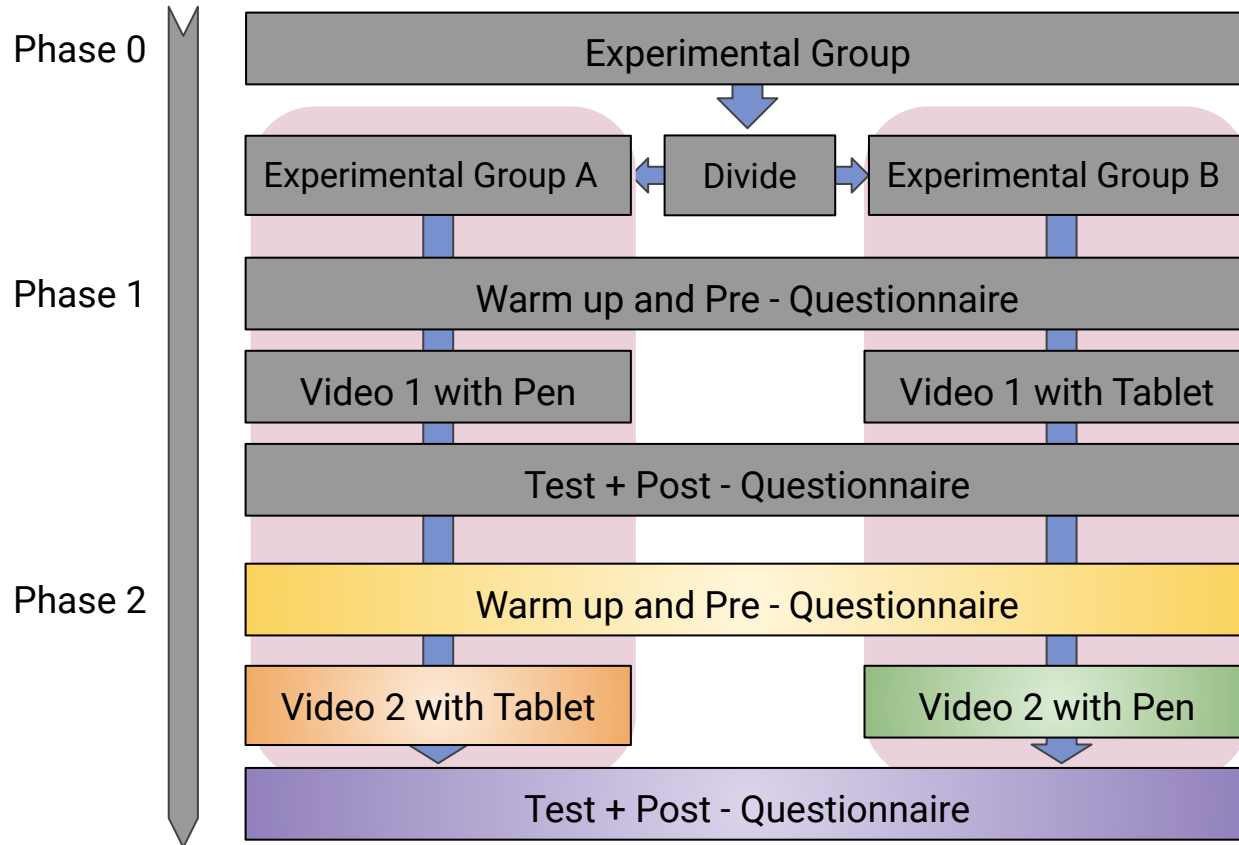 Phase 0
Experimental Group
Experimental Group A
Divide
Experimental Group B
Phase 1
Warm up and Pre - Questionnaire
Video 1 with Pen
Video 1 with Tablet
Test + Post - Questionnaire
Phase 2
Warm up and Pre - Questionnaire
Video 2 with Tablet
Video 2 with Pen
Test + Post - Questionnaire